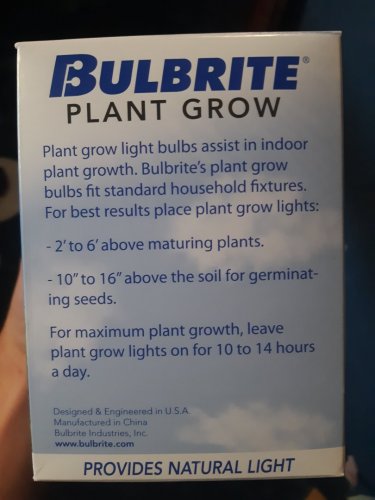 BULBRITE®
PLANT GROW
Plant grow light bulbs assist in indoor
plant growth. Bulbrite's plant grow
bulbs fit standard household fixtures.
For best results place plant grow lights:
- 2' to 6' above maturing plants.
- 10" to 16" above the soil for germinat-
ing seeds.
For maximum plant growth, leave
plant grow lights on for 10 to 14 hours
a day.
Designed & Engineered in U.S.A.
Manufactured in China
Bulbrite Industries, Inc.
www.bulbrite.com
PROVIDES NATURAL LIGHT